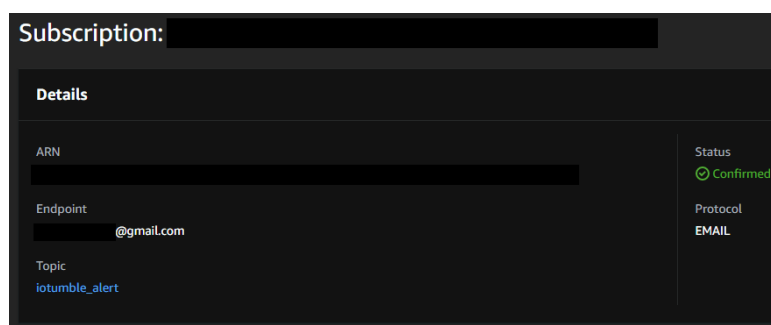 Subscription:
Details
ARN
Status
Confirmed
Endpoint
@gmail.com
Protocol
EMAIL
Topic
iotumble_alert